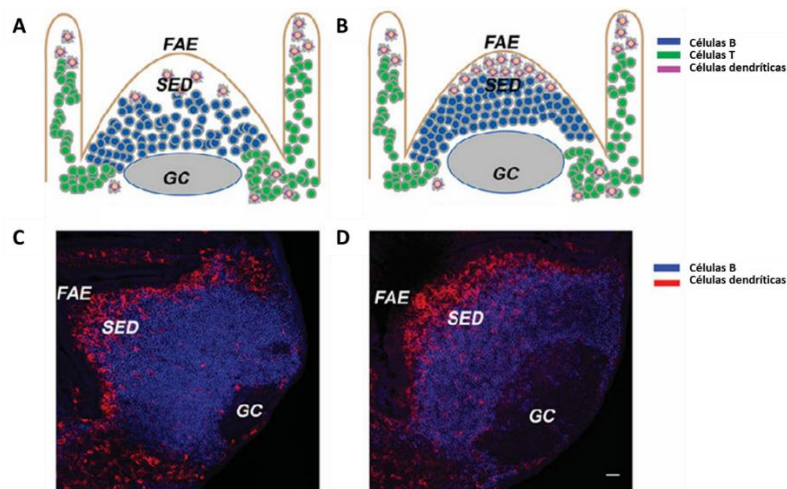 A
FAE
SED
GC
B
FAE
SED
GC
Células B
Células T
Células dendríticas
C
FAE
SED
GC
D
FAE
SED
GC
Células B
Células dendríticas